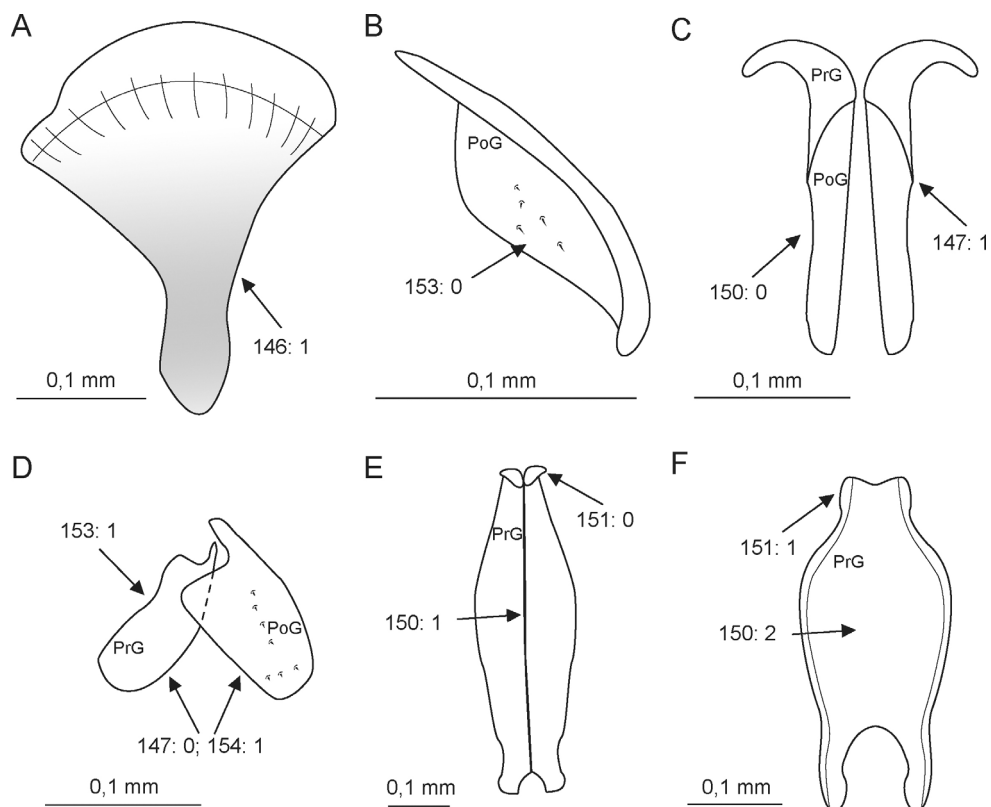 A
146: 1
0,1 mm
B
PoG
153: 0
0,1 mm
C
PrG
PoG
147: 1
150: 0
0,1 mm
D
153: 1
PrG
PoG
147: 0; 154: 1
0,1 mm
E
151: 0
PrG
150: 1
0,1 mm
F
151: 1
PrG
150: 2
0,1 mm